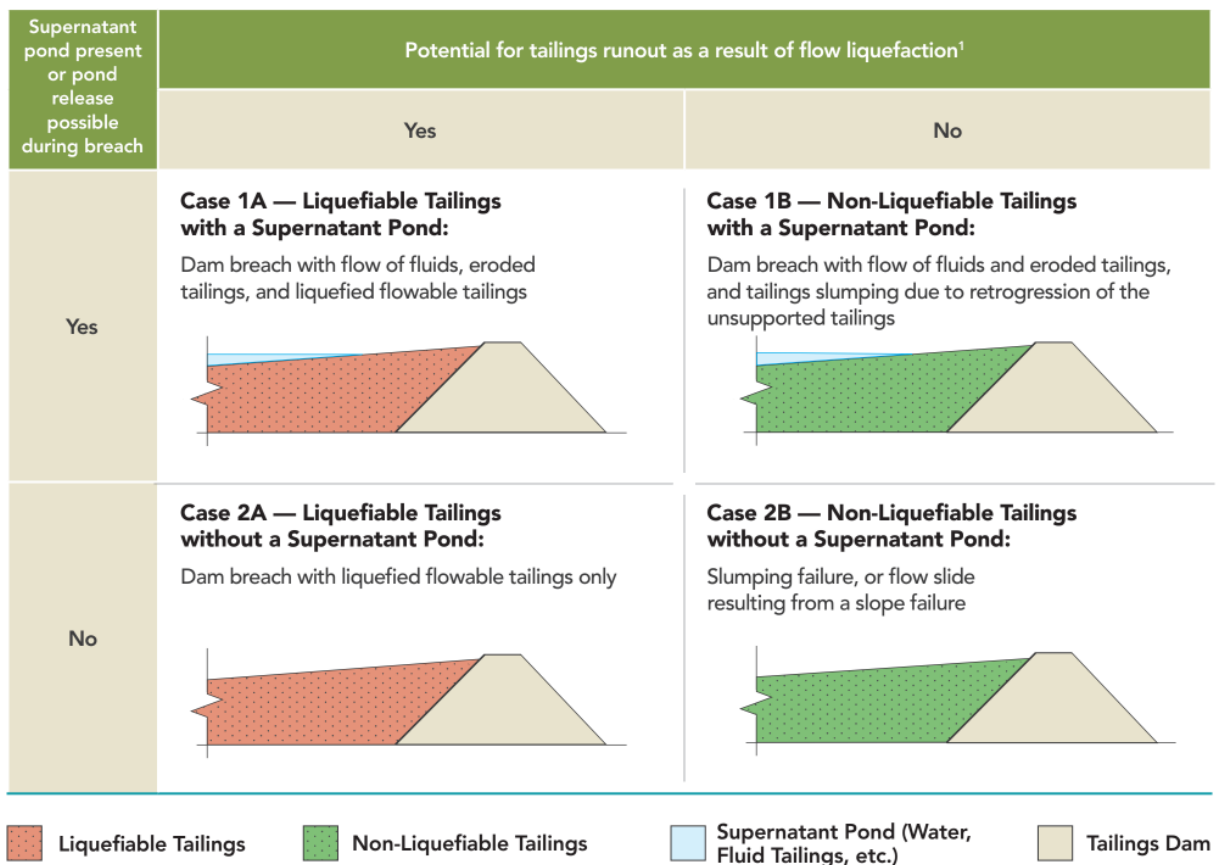 Supernatant
pond present
or pond
release
possible
during breach
Potential for tailings runout as a result of flow liquefaction¹
Yes
No
Yes
Case 1A — Liquefiable Tailings
with a Supernatant Pond:
Dam breach with flow of fluids, eroded
tailings, and liquefied flowable tailings
Case 1B — Non-Liquefiable Tailings
with a Supernatant Pond:
Dam breach with flow of fluids and eroded tailings,
and tailings slumping due to retrogression of the
unsupported tailings
No
Case 2A — Liquefiable Tailings
without a Supernatant Pond:
Dam breach with liquefied flowable tailings only
Case 2B — Non-Liquefiable Tailings
without a Supernatant Pond:
Slumping failure, or flow slide
resulting from a slope failure
Liquefiable Tailings
Non-Liquefiable Tailings
Supernatant Pond (Water,
Fluid Tailings, etc.)
Tailings Dam